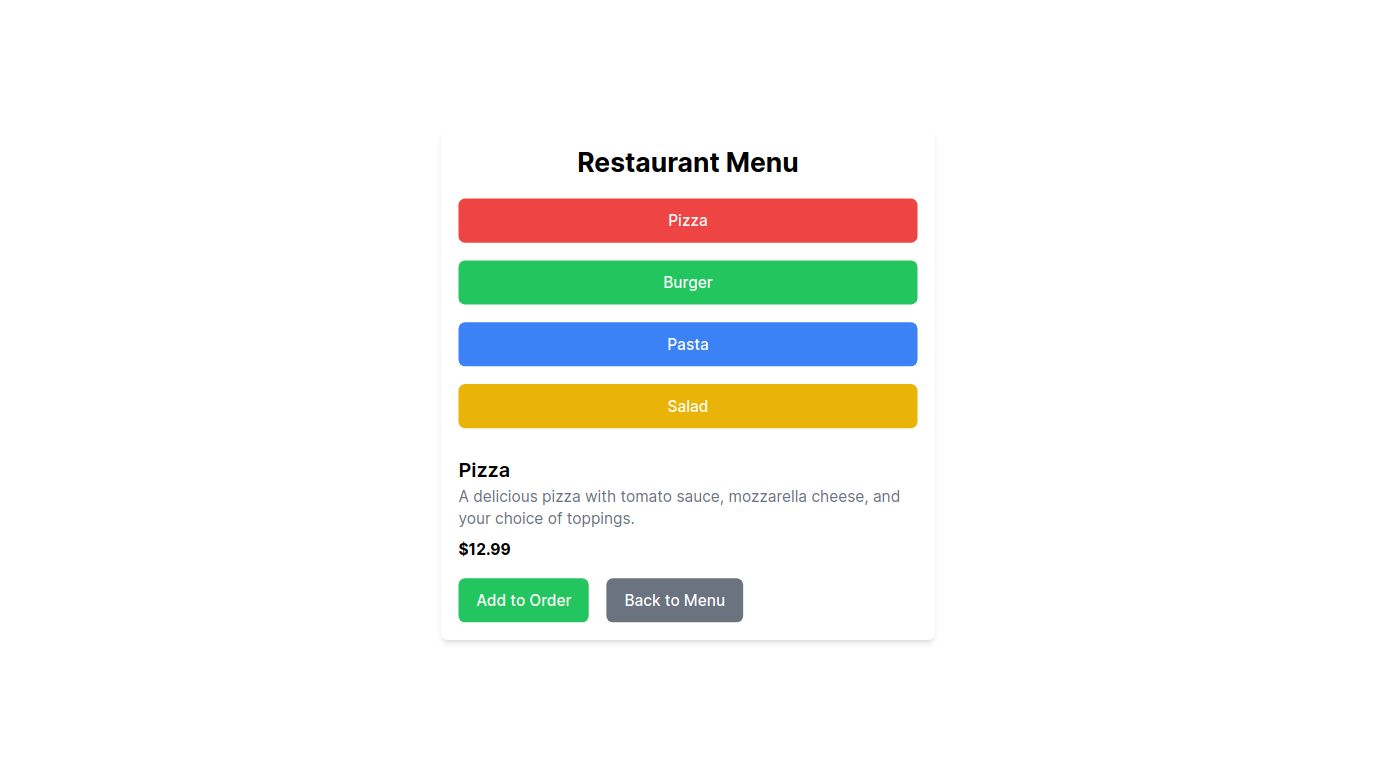 Restaurant Menu
Pizza
Burger
Pasta
Salad
Pizza
A delicious pizza with tomato sauce, mozzarella cheese, and
your choice of toppings.
$12.99
Add to Order
Back to Menu